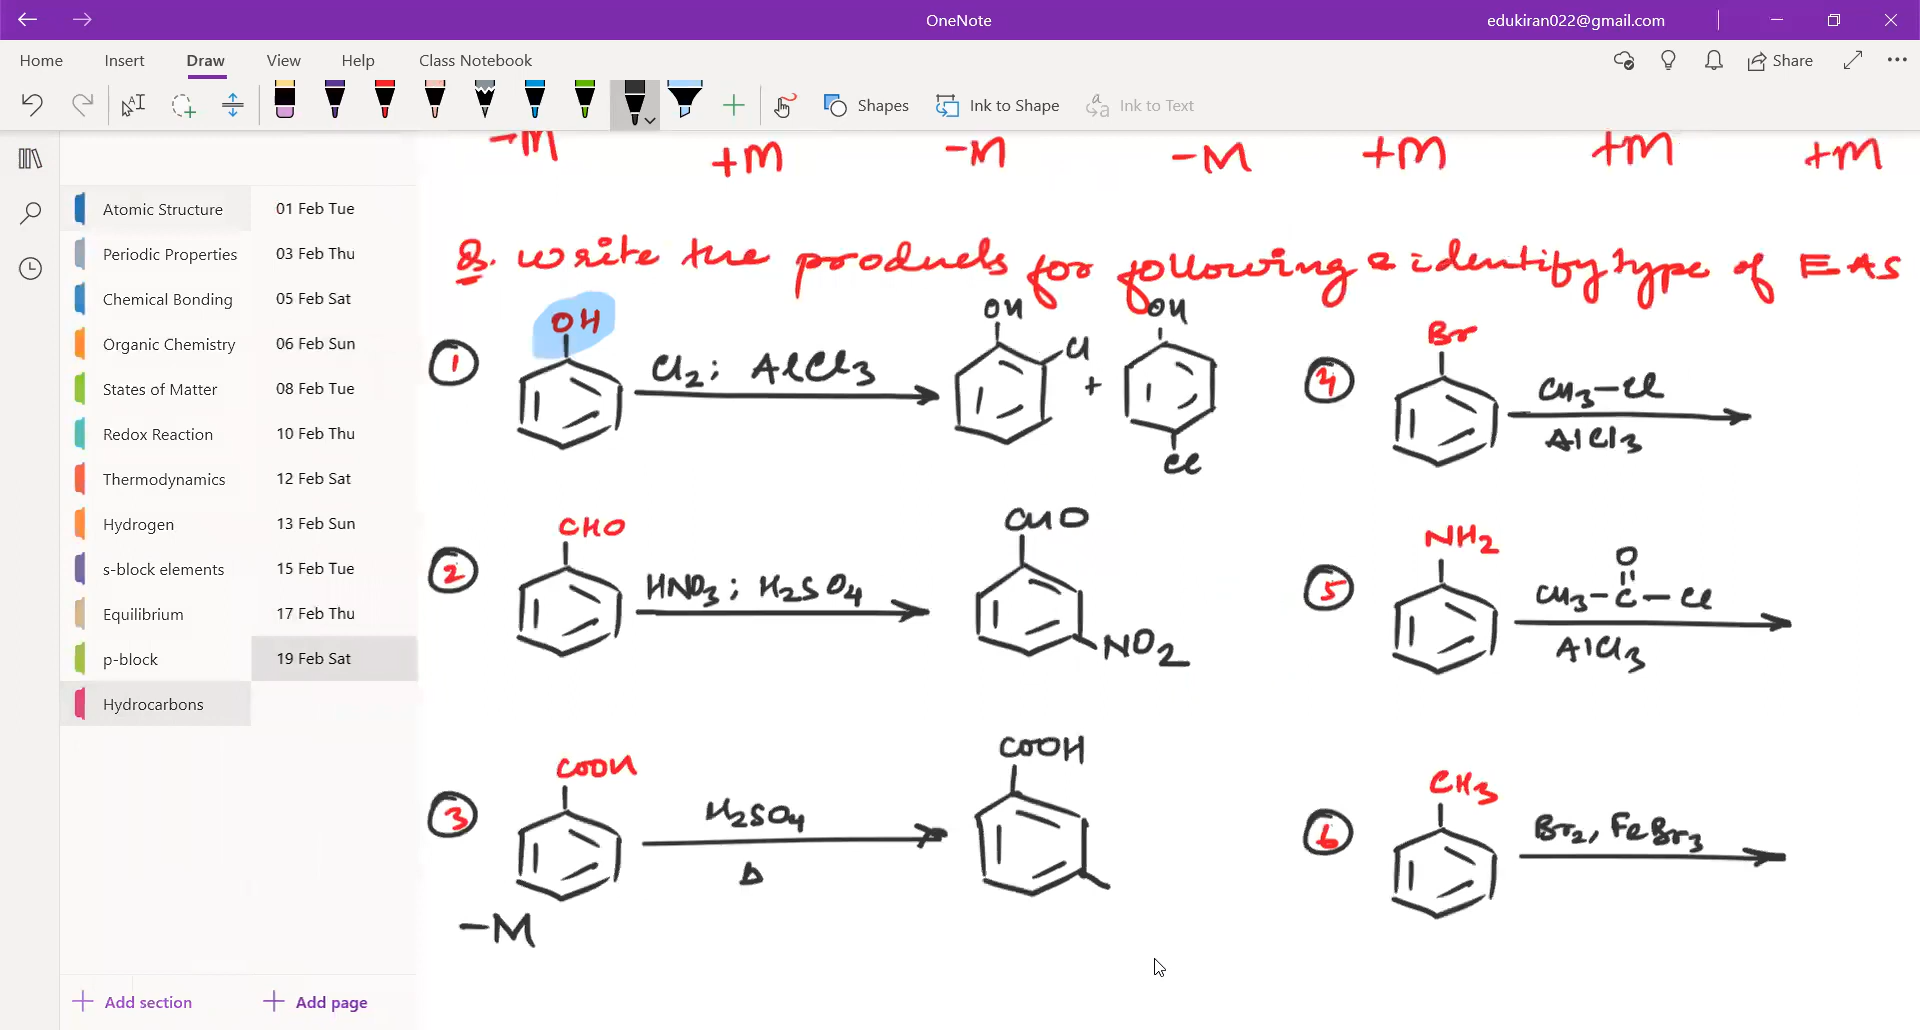 OneNote
edukiran022@gmail.com
Home Insert Draw View Help Class Notebook
Share
Shapes Ink to Shape Ink to Text
-M +M -M -M +M +M +M
Atomic Structure
Periodic Properties
Chemical Bonding
Organic Chemistry
States of Matter
Redox Reaction
Thermodynamics
Hydrogen
s-block elements
Equilibrium
p-block
Hydrocarbons
Add section
01 Feb Tue
03 Feb Thu
05 Feb Sat
06 Feb Sun
08 Feb Tue
10 Feb Thu
12 Feb Sat
13 Feb Sun
15 Feb Tue
17 Feb Thu
19 Feb Sat
Add page
Q. Write the products for following & identify type of EAS
1 OH Cl2; AlCl3 OH Cl + OH Cl
2 CHO HNO3; H2SO4 CHO NO2
3 COOH H2SO4 Δ COOH
-M
4 Br CH3-Cl AlCl3
5 NH2 CH3-C-Cl O AlCl3
6 CH3 Br2, FeBr3